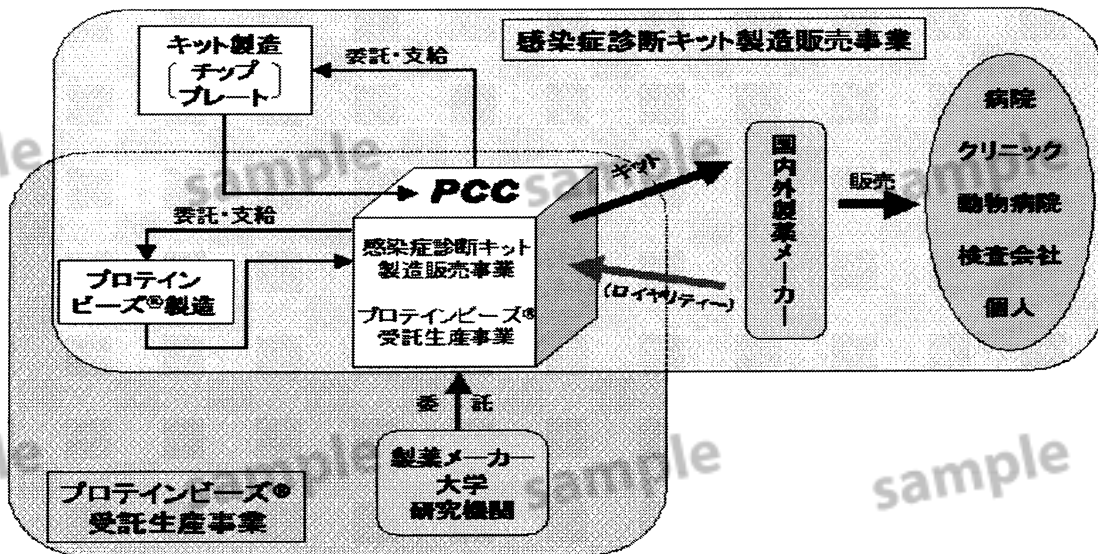 感染症診断キット製造販売事業
キット製造
チップ
プレート
委託・支給
病院
クリニック
動物病院
検査会社
個人
国内外製薬メーカー
販売
キット
(ロイヤリティー)
PCC
感染症診断キット
製造販売事業
プロテインビーズ®
受託生産事業
委託・支給
プロテイン
ビーズ®製造
委託
製薬メーカー
大学
研究機関
プロテインビーズ®
受託生産事業
le
sample
sample
sample
le
sample
sample
sample